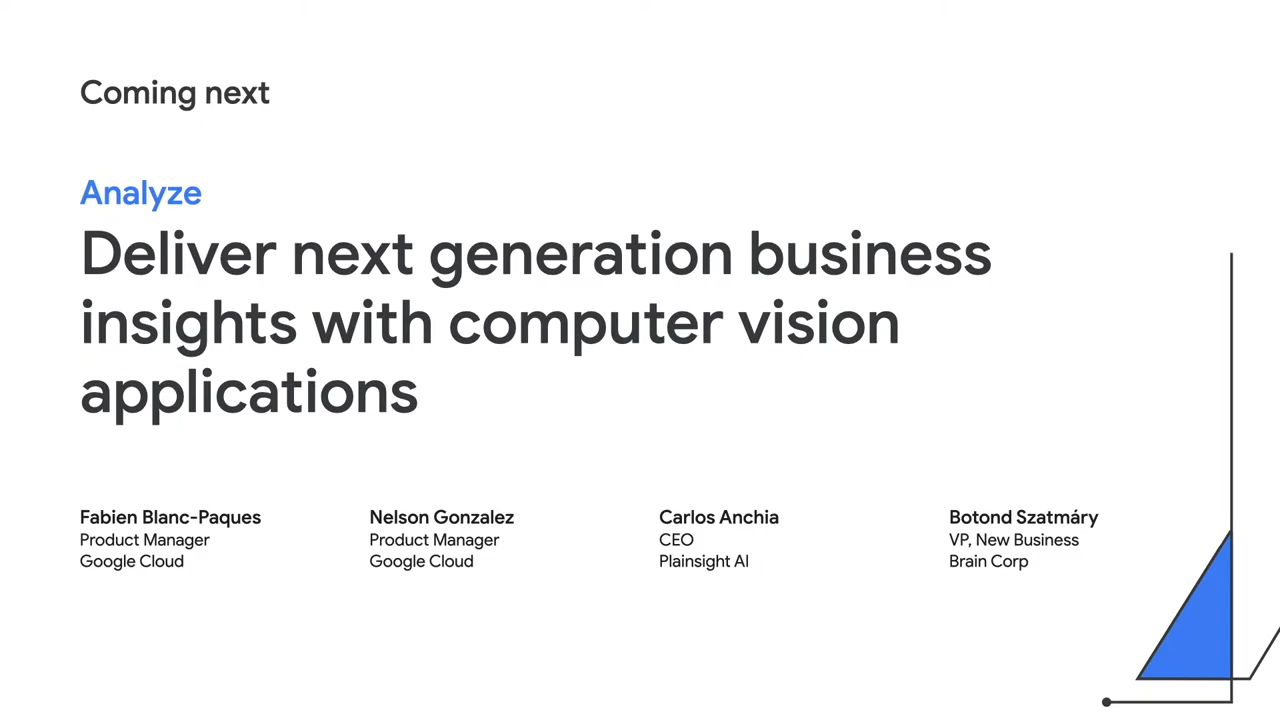 Coming next
Analyze
Deliver next generation business
insights with computer vision
applications
Fabien Blanc-Paques
Product Manager
Google Cloud
Nelson Gonzalez
Product Manager
Google Cloud
Carlos Anchia
CEO
Plainsight AI
Botond Szatmáry
VP, New Business
Brain Corp